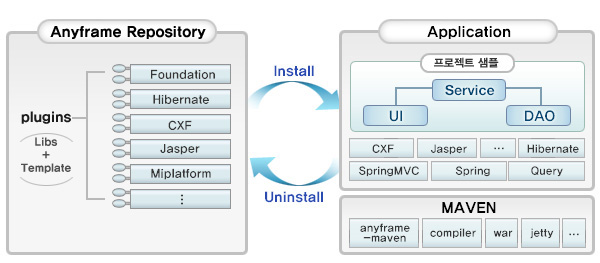 Anyframe Repository
plugins
Libs
+
Template
Foundation
Hibernate
CXF
Jasper
Miplatform
⋮
Install
Uninstall
Application
프로젝트 샘플
Service
UI
DAO
CXF
Jasper
⋯
Hibernate
SpringMVC
Spring
Query
MAVEN
anyframe
-maven
compiler
war
jetty
...